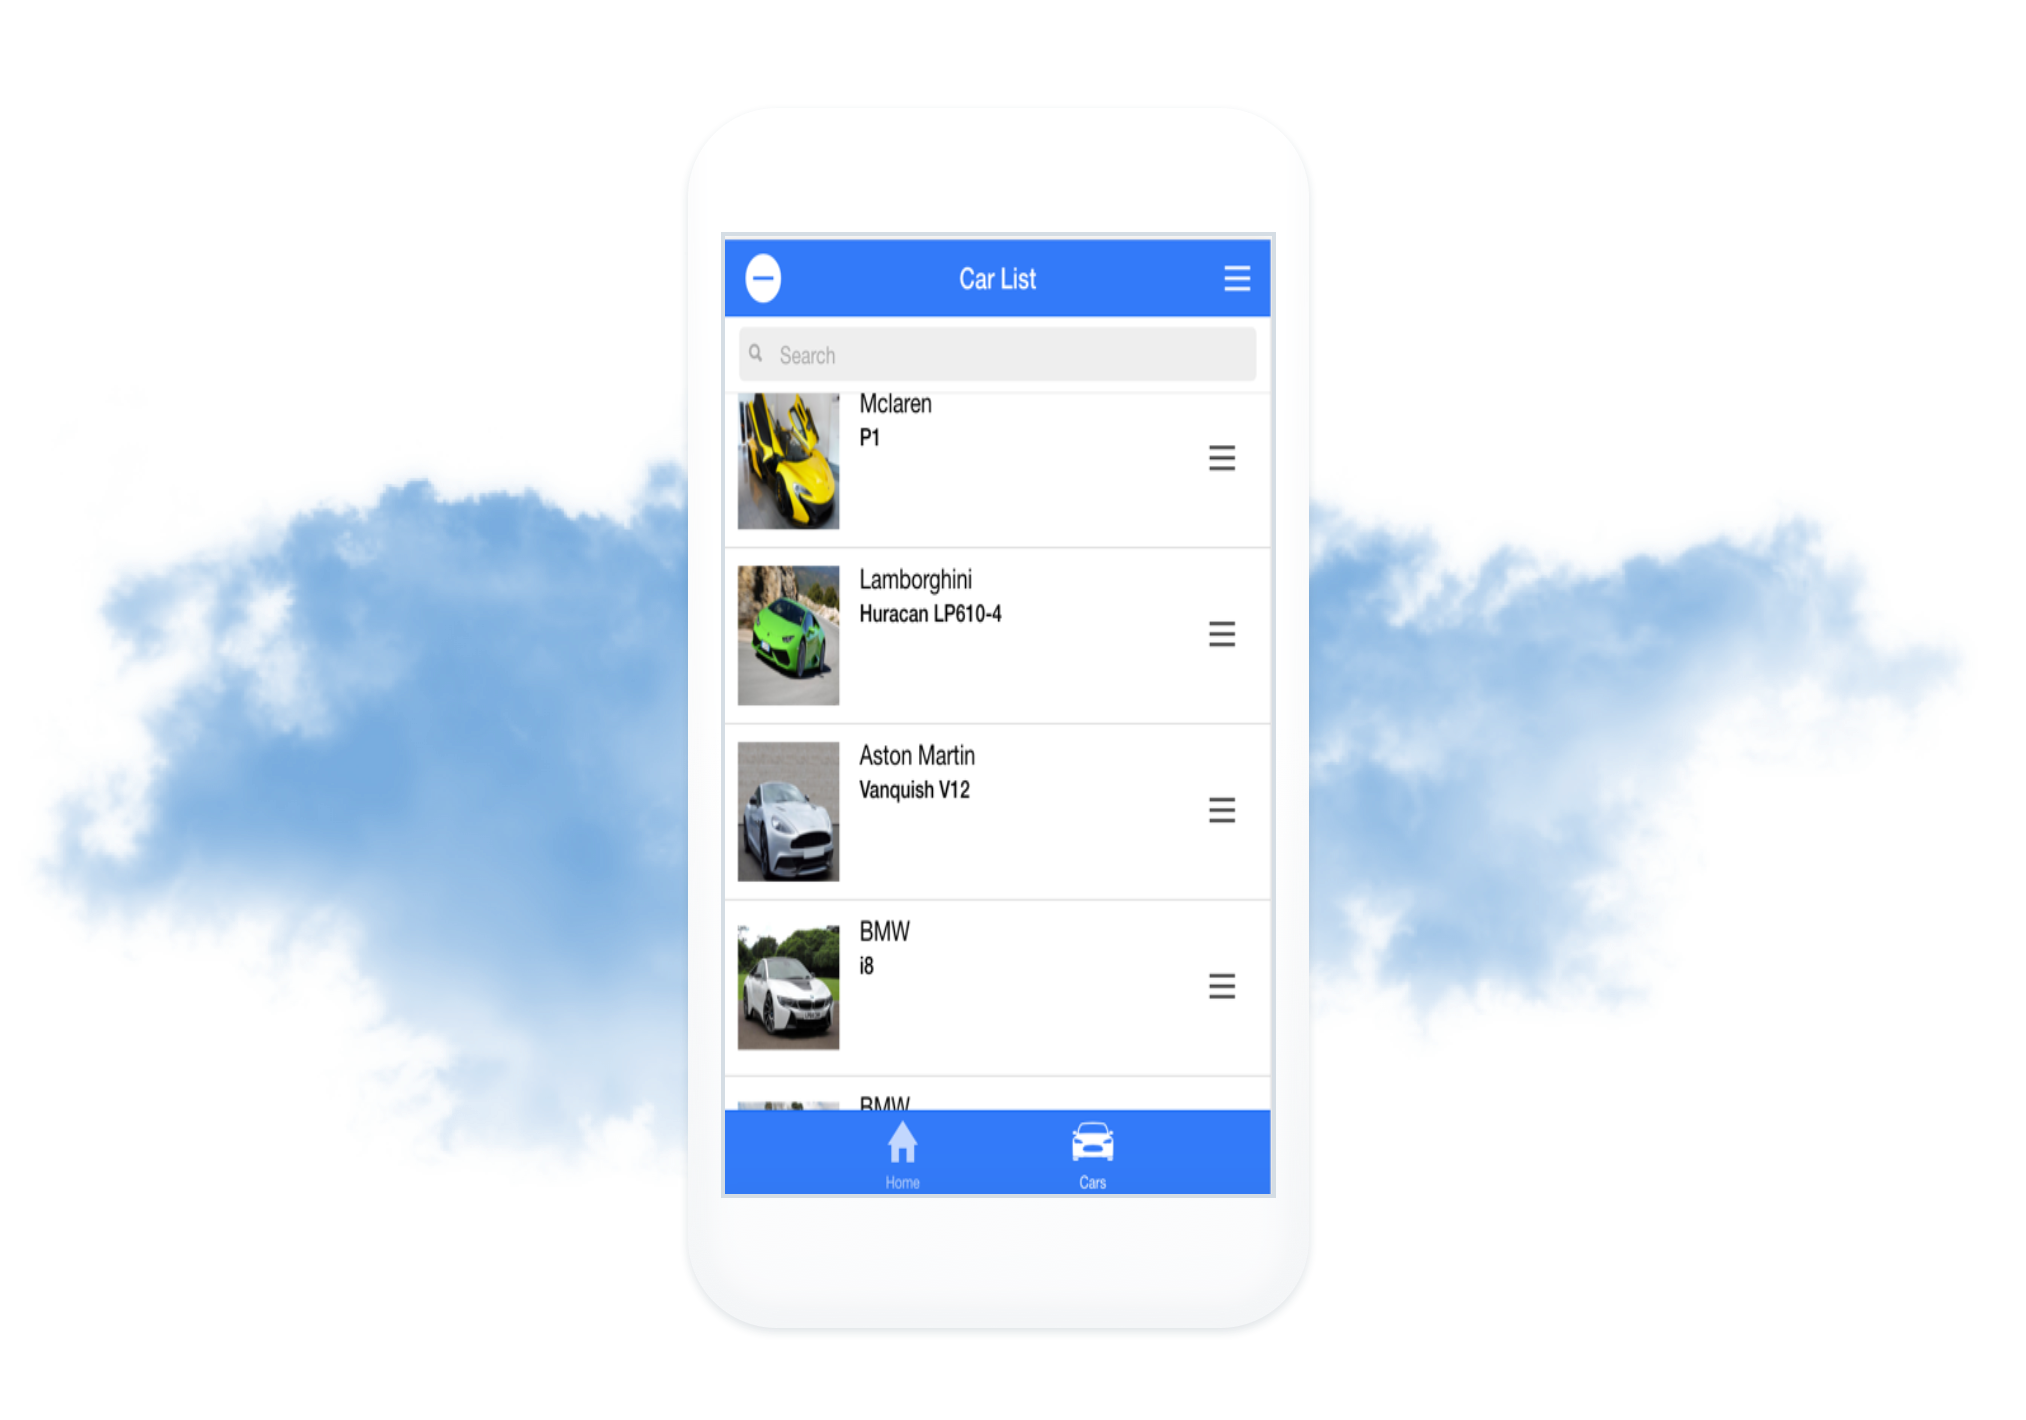 Car List
Search
Mclaren
P1
Lamborghini
Huracan LP610-4
Aston Martin
Vanquish V12
BMW
i8
BMW
Home
Cars